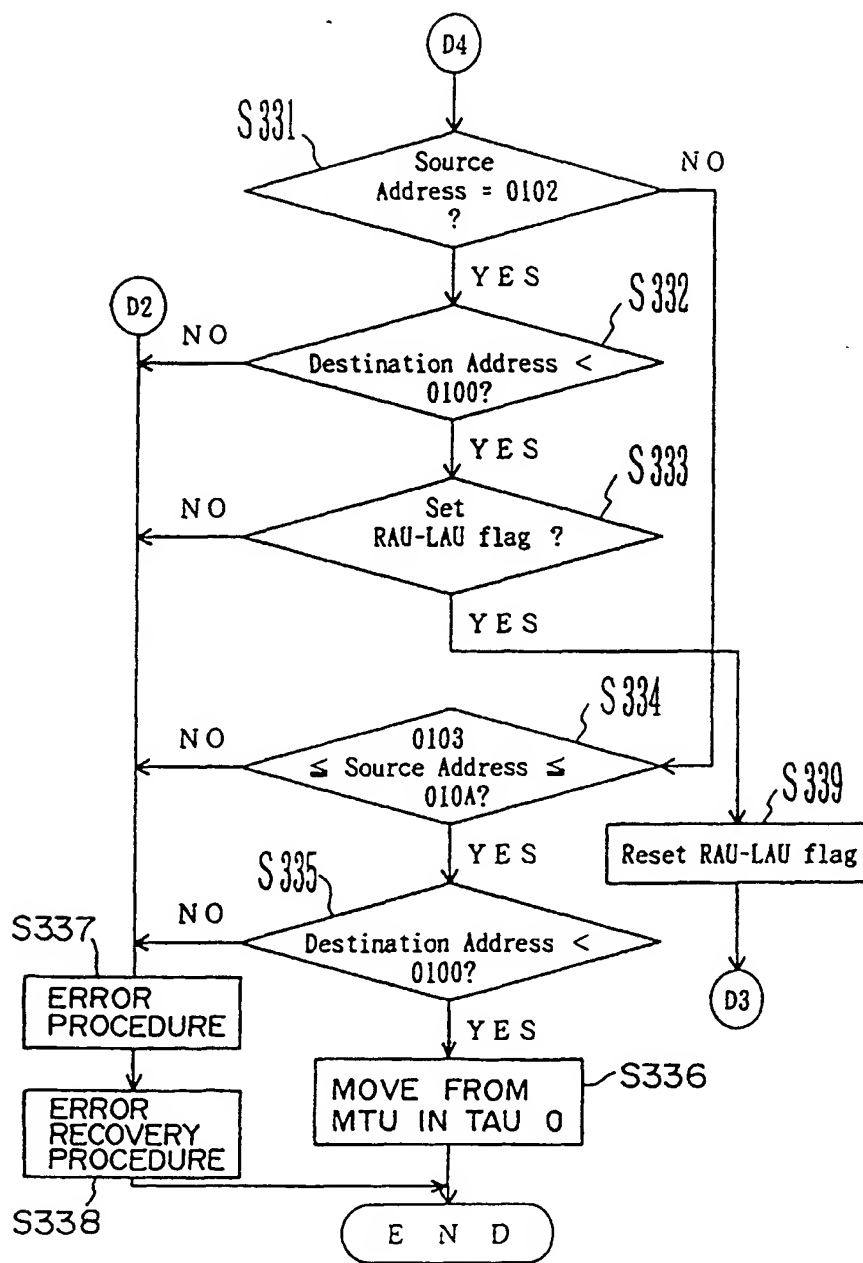 D4
S331
Source
Address = 0102
?
NO
YES
D2
S332
NO
Destination Address <
0100?
YES
S333
NO
Set
RAU-LAU flag ?
YES
S334
NO
0103
≦ Source Address ≦
010A?
S339
Reset RAU-LAU flag
YES
S335
NO
Destination Address <
0100?
S337
ERROR
PROCEDURE
D3
YES
S336
MOVE FROM
MTU IN TAU 0
ERROR
RECOVERY
PROCEDURE
S338
END